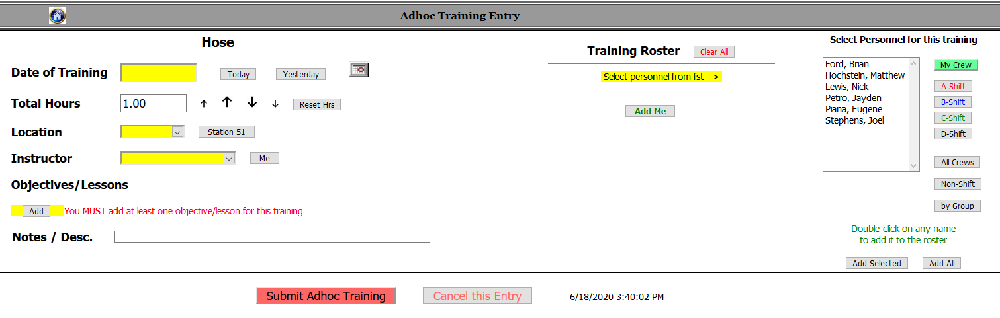 Adhoc Training Entry
Hose
Date of Training Today Yesterday
Total Hours 1.00 Reset Hrs
Location Station 51
Instructor Me
Objectives/Lessons
Add You MUST add at least one objective/lesson for this training
Notes / Desc.
Training Roster Clear All
Select personnel from list -->
Add Me
Select Personnel for this training
Ford, Brian
Hochstein, Matthew
Lewis, Nick
Petro, Jayden
Piana, Eugene
Stephens, Joel
My Crew
A-Shift
B-Shift
C-Shift
D-Shift
All Crews
Non-Shift
by Group
Double-click on any name
to add it to the roster
Add Selected Add All
Submit Adhoc Training Cancel this Entry 6/18/2020 3:40:02 PM